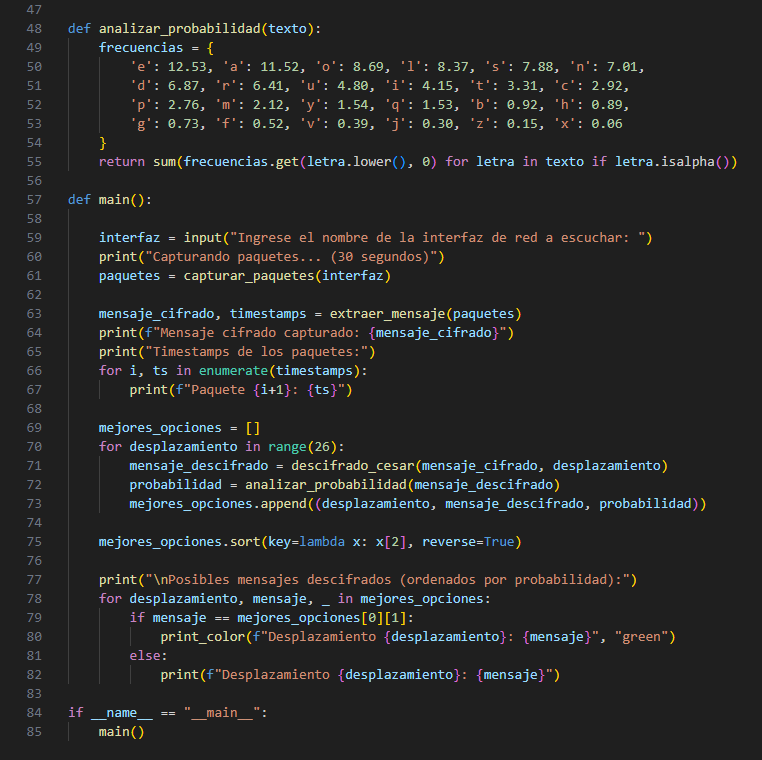 47
48 def analizar_probabilidad(texto):
49     frecuencias = {
50         'e': 12.53, 'a': 11.52, 'o': 8.69, 'l': 8.37, 's': 7.88, 'n': 7.01,
51         'd': 6.87, 'r': 6.41, 'u': 4.80, 'i': 4.15, 't': 3.31, 'c': 2.92,
52         'p': 2.76, 'm': 2.12, 'y': 1.54, 'q': 1.53, 'b': 0.92, 'h': 0.89,
53         'g': 0.73, 'f': 0.52, 'v': 0.39, 'j': 0.30, 'z': 0.15, 'x': 0.06
54     }
55     return sum(frecuencias.get(letra.lower(), 0) for letra in texto if letra.isalpha())
56
57 def main():
58
59     interfaz = input("Ingrese el nombre de la interfaz de red a escuchar: ")
60     print("Capturando paquetes... (30 segundos)")
61     paquetes = capturar_paquetes(interfaz)
62
63     mensaje_cifrado, timestamps = extraer_mensaje(paquetes)
64     print(f"Mensaje cifrado capturado: {mensaje_cifrado}")
65     print("Timestamps de los paquetes:")
66     for i, ts in enumerate(timestamps):
67         print(f"Paquete {i+1}: {ts}")
68
69     mejores_opciones = []
70     for desplazamiento in range(26):
71         mensaje_descifrado = descifrado_cesar(mensaje_cifrado, desplazamiento)
72         probabilidad = analizar_probabilidad(mensaje_descifrado)
73         mejores_opciones.append((desplazamiento, mensaje_descifrado, probabilidad))
74
75     mejores_opciones.sort(key=lambda x: x[2], reverse=True)
76
77     print("\nPosibles mensajes descifrados (ordenados por probabilidad):")
78     for desplazamiento, mensaje, _ in mejores_opciones:
79         if mensaje == mejores_opciones[0][1]:
80             print_color(f"Desplazamiento {desplazamiento}: {mensaje}", "green")
81         else:
82             print(f"Desplazamiento {desplazamiento}: {mensaje}")
83
84 if __name__ == "__main__":
85     main()